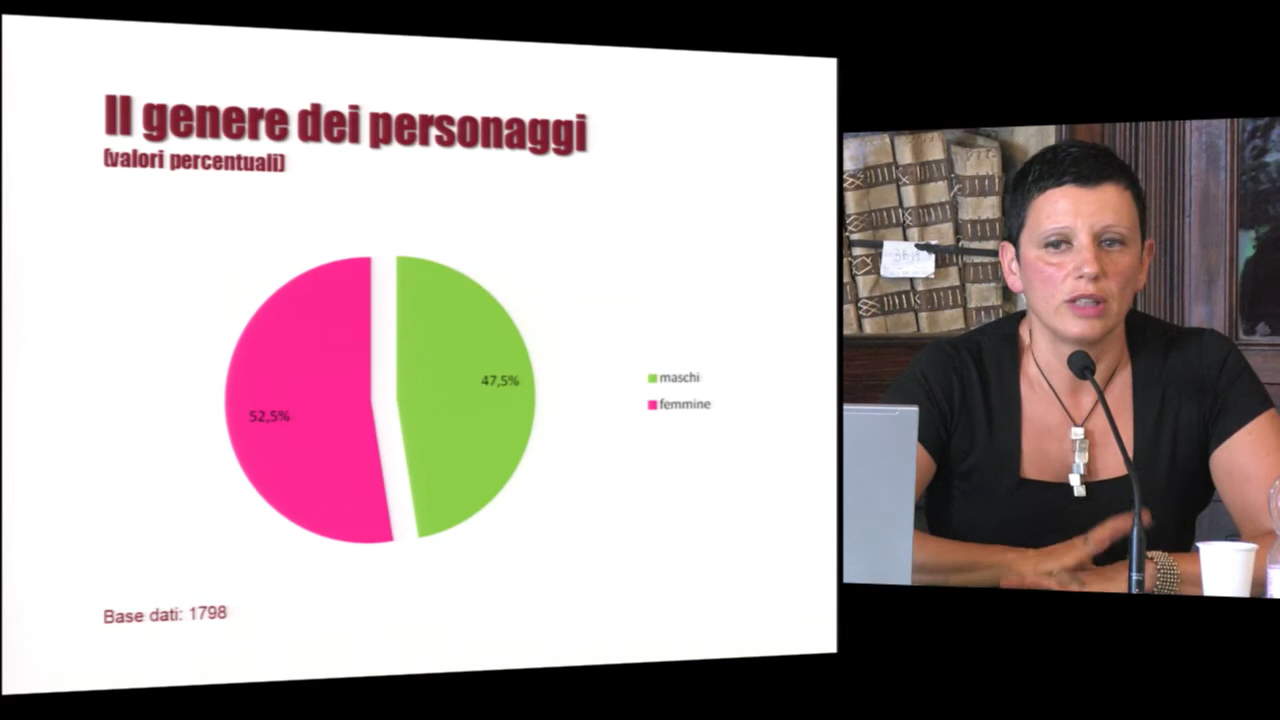 Il genere dei personaggi
(valori percentuali)
47,5%
52,5%
maschi
femmine
Base dati: 1798